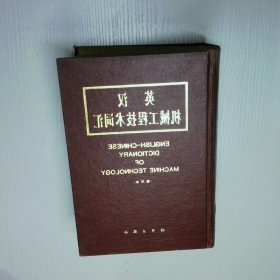 英汉
机械工程技术词汇
ENGLISH-CHINESE
DICTIONARY
OF
MACHINE TECHNOLOGY